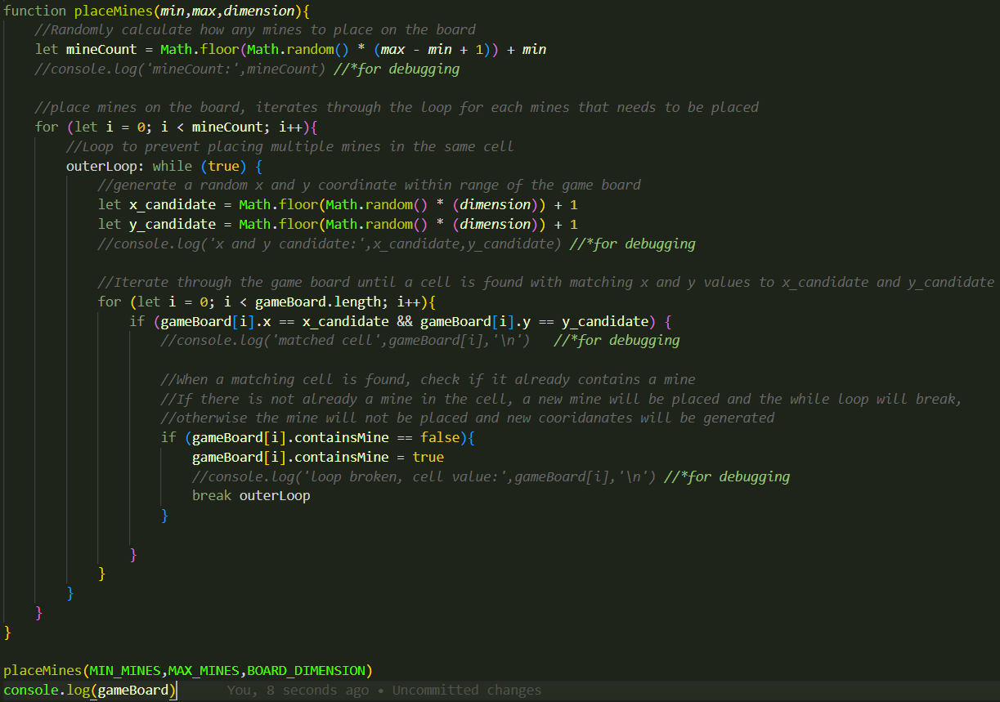 function placeMines(min,max,dimension){
//Randomly calculate how any mines to place on the board
let mineCount = Math.floor(Math.random() * (max - min + 1)) + min
//console.log('mineCount:',mineCount) //*for debugging
//place mines on the board, iterates through the loop for each mines that needs to be placed
for (let i = 0; i < mineCount; i++){
//Loop to prevent placing multiple mines in the same cell
outerLoop: while (true) {
//generate a random x and y coordinate within range of the game board
let x_candidate = Math.floor(Math.random() * (dimension)) + 1
let y_candidate = Math.floor(Math.random() * (dimension)) + 1
//console.log('x and y candidate:',x_candidate,y_candidate) //*for debugging
//Iterate through the game board until a cell is found with matching x and y values to x_candidate and y_candidate
for (let i = 0; i < gameBoard.length; i++){
if (gameBoard[i].x == x_candidate && gameBoard[i].y == y_candidate) {
//console.log('matched cell',gameBoard[i],'\n') //*for debugging
//When a matching cell is found, check if it already contains a mine
//If there is not already a mine in the cell, a new mine will be placed and the while loop will break,
//otherwise the mine will not be placed and new cooridanates will be generated
if (gameBoard[i].containsMine == false){
gameBoard[i].containsMine = true
//console.log('loop broken, cell value:',gameBoard[i],'\n') //*for debugging
break outerLoop
}
}
}
}
}
}
placeMines(MIN_MINES,MAX_MINES,BOARD_DIMENSION)
console.log(gameBoard) You, 8 seconds ago • Uncommitted changes